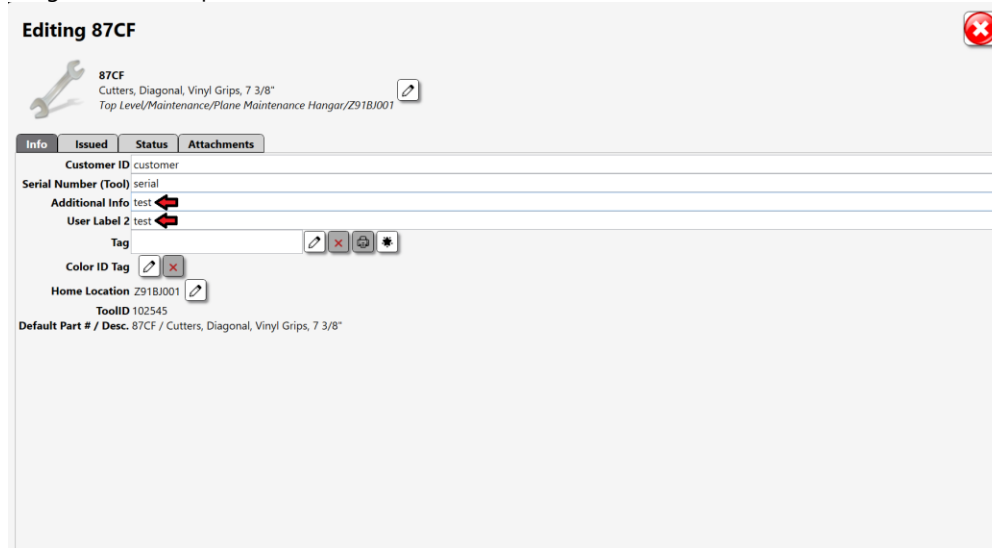 Editing 87CF
87CF
Cutters, Diagonal, Vinyl Grips, 7 3/8"
Top Level/Maintenance/Plane Maintenance Hangar/Z91BJ001
Info Issued Status Attachments
Customer ID customer
Serial Number (Tool) serial
Additional Info test
User Label 2 test
Tag
Color ID Tag
Home Location Z91BJ001
ToolID 102545
Default Part # / Desc. 87CF / Cutters, Diagonal, Vinyl Grips, 7 3/8"